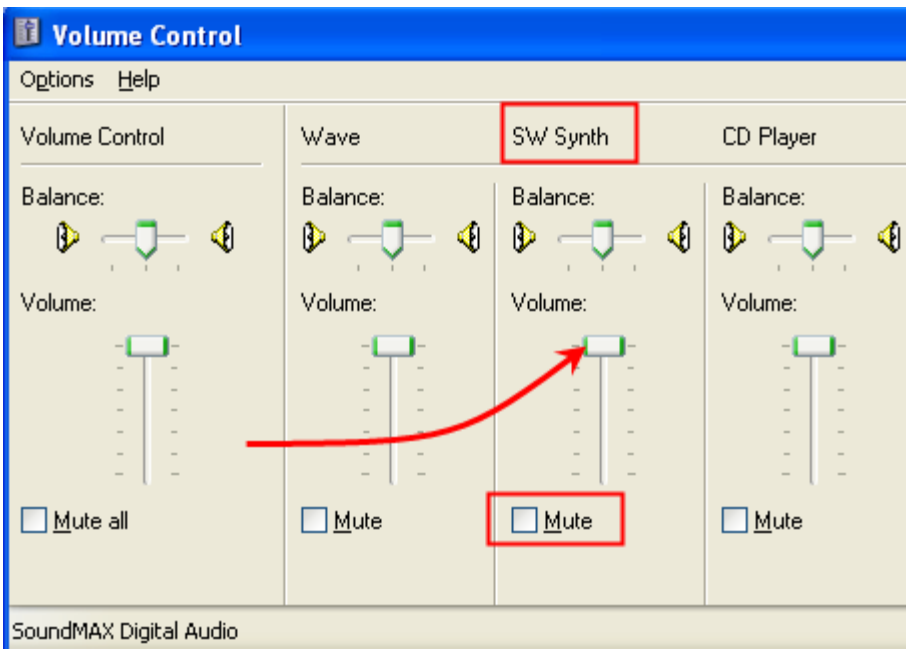 Volume Control
Options Help
Volume Control Wave SW Synth CD Player
Balance: Balance: Balance: Balance:
Volume: Volume: Volume: Volume:
Mute all Mute Mute Mute
SoundMAX Digital Audio